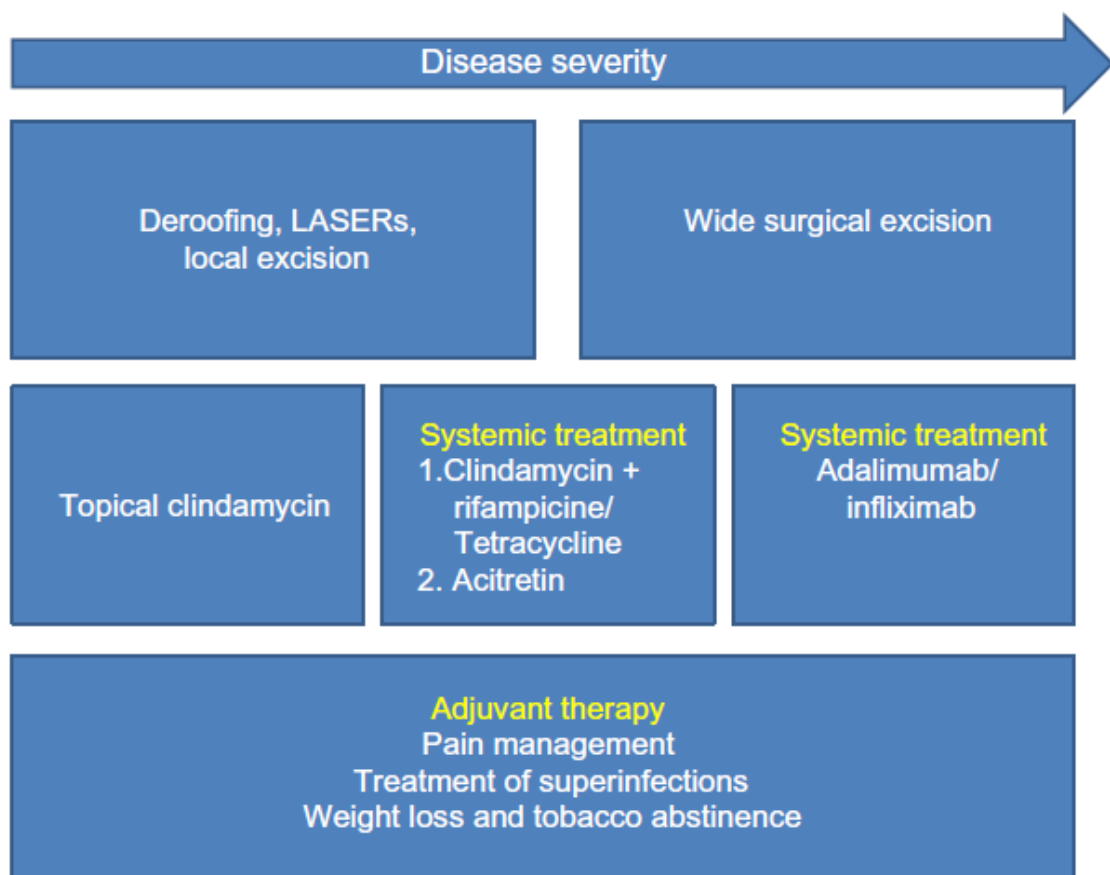 Disease severity
Deroofing, LASERs,
local excision
Wide surgical excision
Topical clindamycin
Systemic treatment
1.Clindamycin +
rifampicine/
Tetracycline
2. Acitretin
Systemic treatment
Adalimumab/
infliximab
Adjuvant therapy
Pain management
Treatment of superinfections
Weight loss and tobacco abstinence